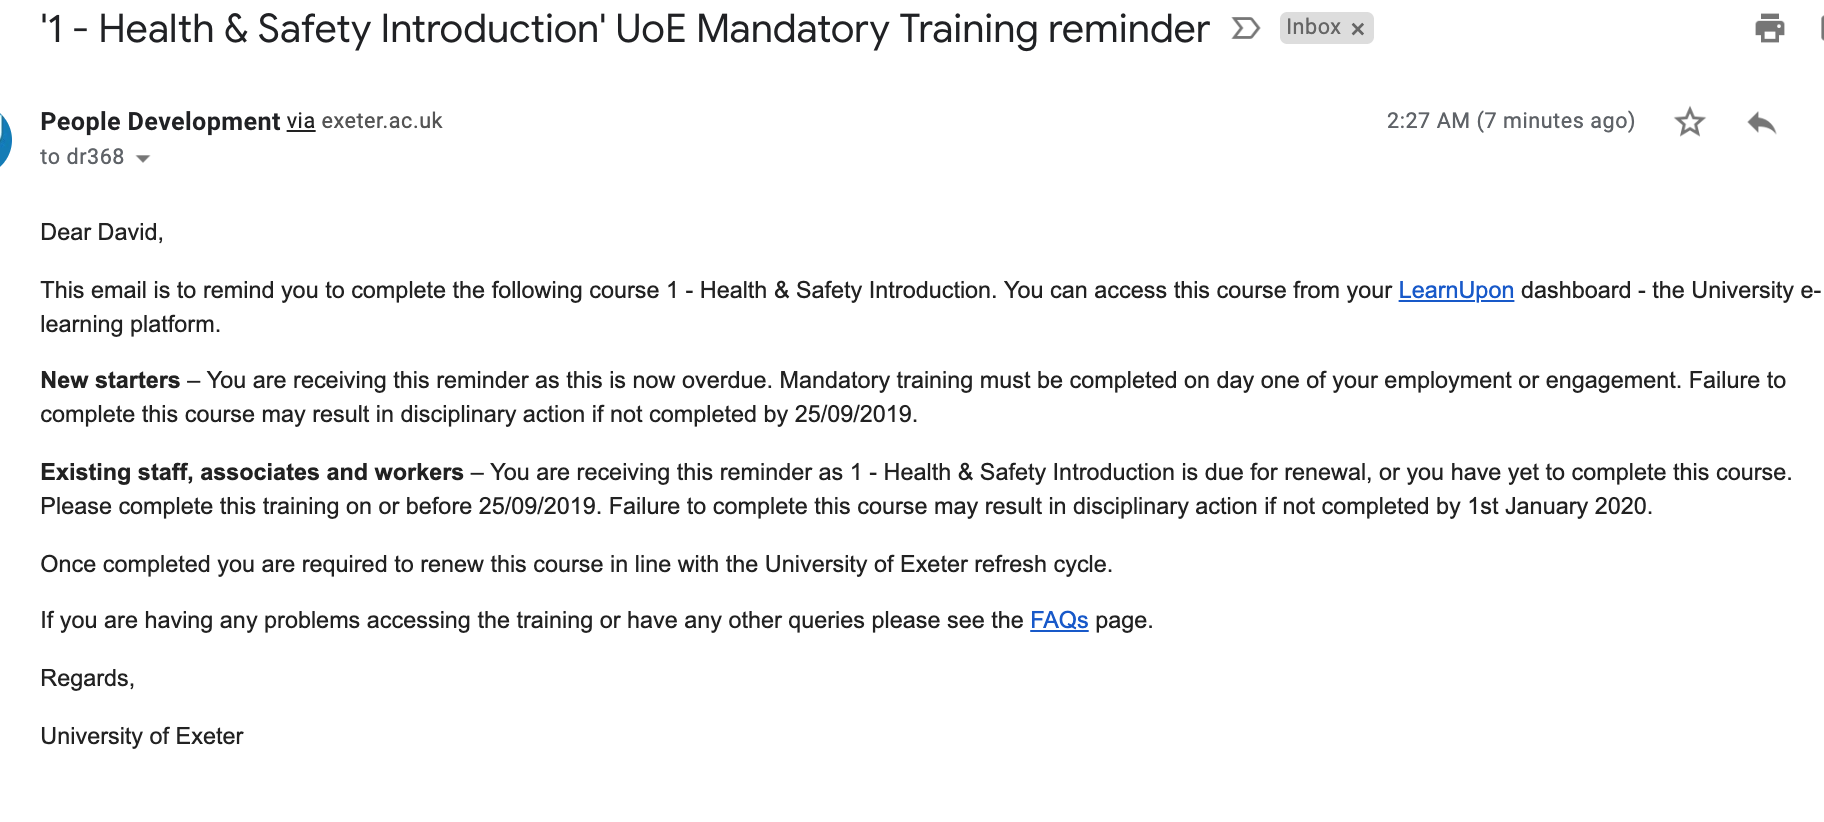 '1 - Health & Safety Introduction' UoE Mandatory Training reminder Inbox x
People Development via exeter.ac.uk 2:27 AM (7 minutes ago)
to dr368
Dear David,
This email is to remind you to complete the following course 1 - Health & Safety Introduction. You can access this course from your LearnUpon dashboard - the University e-
learning platform.
New starters – You are receiving this reminder as this is now overdue. Mandatory training must be completed on day one of your employment or engagement. Failure to
complete this course may result in disciplinary action if not completed by 25/09/2019.
Existing staff, associates and workers – You are receiving this reminder as 1 - Health & Safety Introduction is due for renewal, or you have yet to complete this course.
Please complete this training on or before 25/09/2019. Failure to complete this course may result in disciplinary action if not completed by 1st January 2020.
Once completed you are required to renew this course in line with the University of Exeter refresh cycle.
If you are having any problems accessing the training or have any other queries please see the FAQs page.
Regards,
University of Exeter